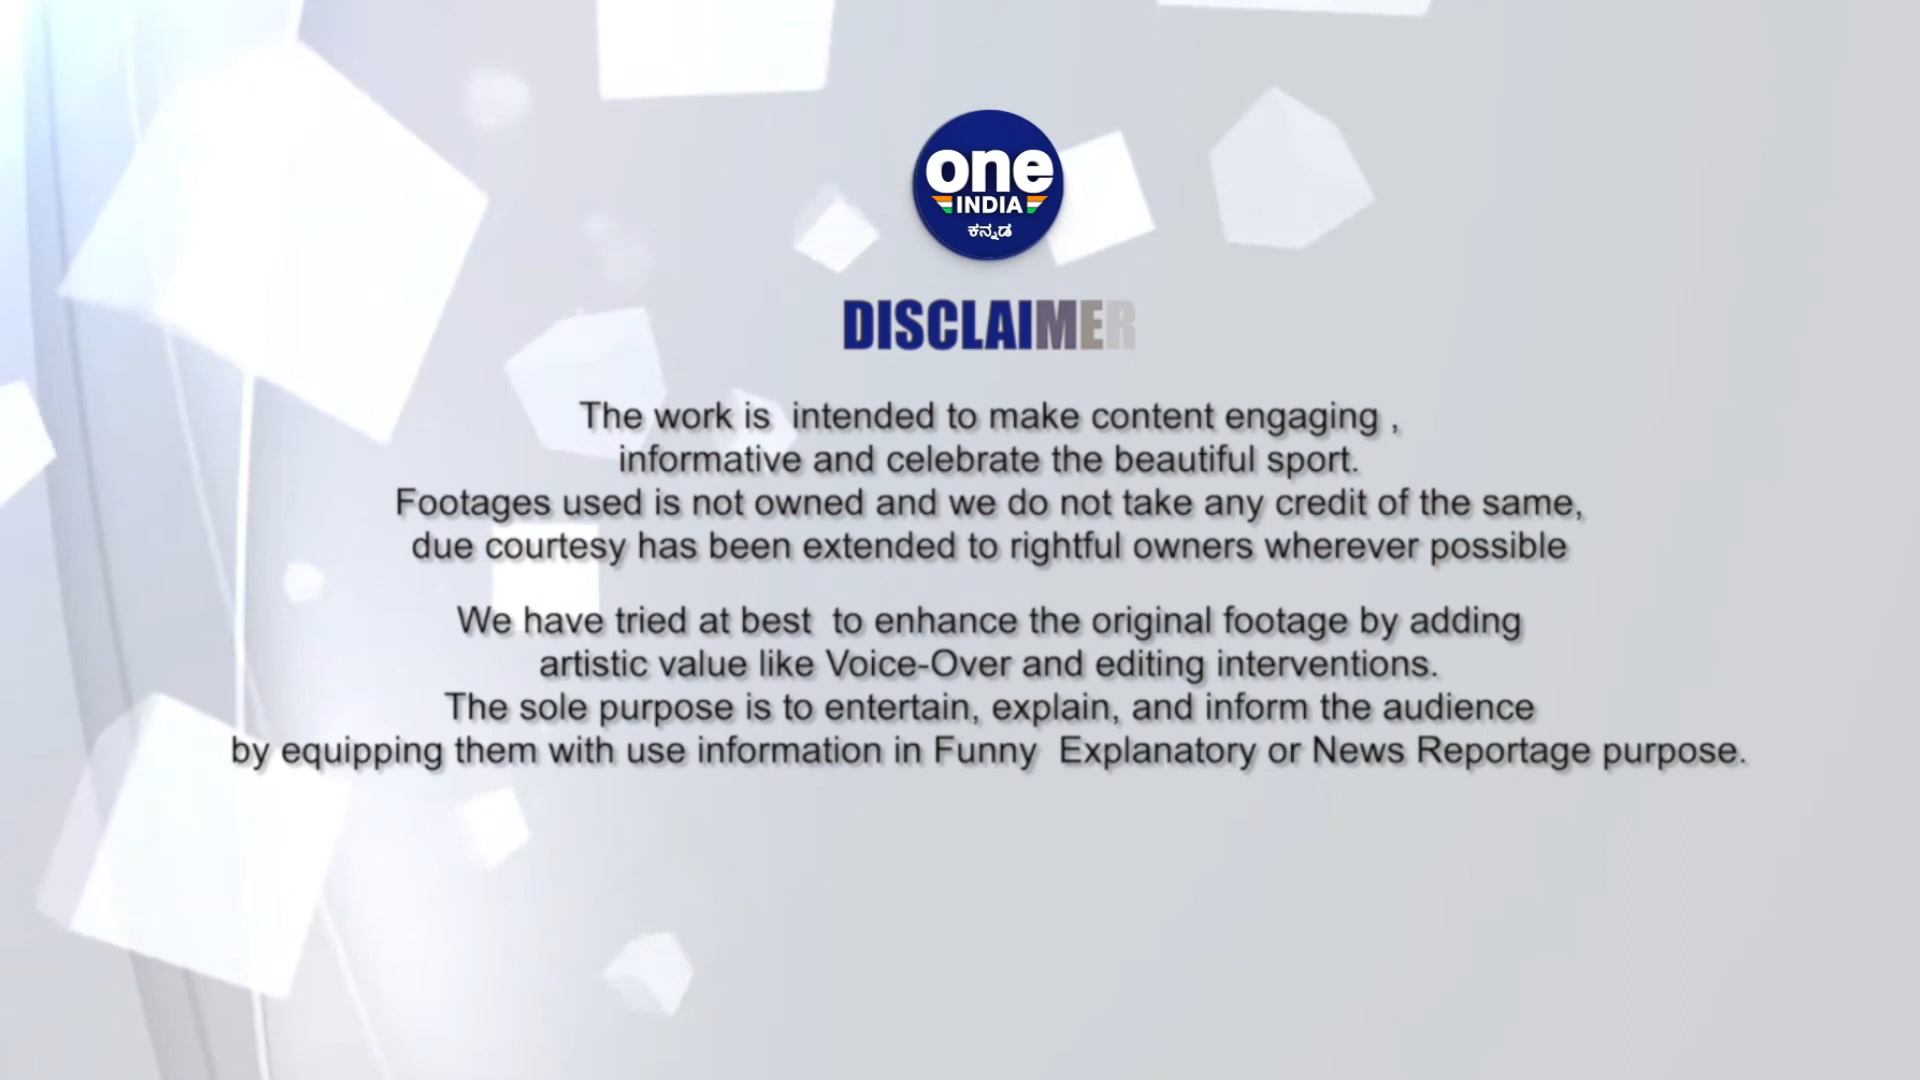 one
INDIA
ಕನ್ನಡ
DISCLAIMER
The work is  intended to make content engaging ,
informative and celebrate the beautiful sport.
Footages used is not owned and we do not take any credit of the same,
due courtesy has been extended to rightful owners wherever possible
We have tried at best  to enhance the original footage by adding
artistic value like Voice-Over and editing interventions.
The sole purpose is to entertain, explain, and inform the audience
by equipping them with use information in Funny  Explanatory or News Reportage purpose.